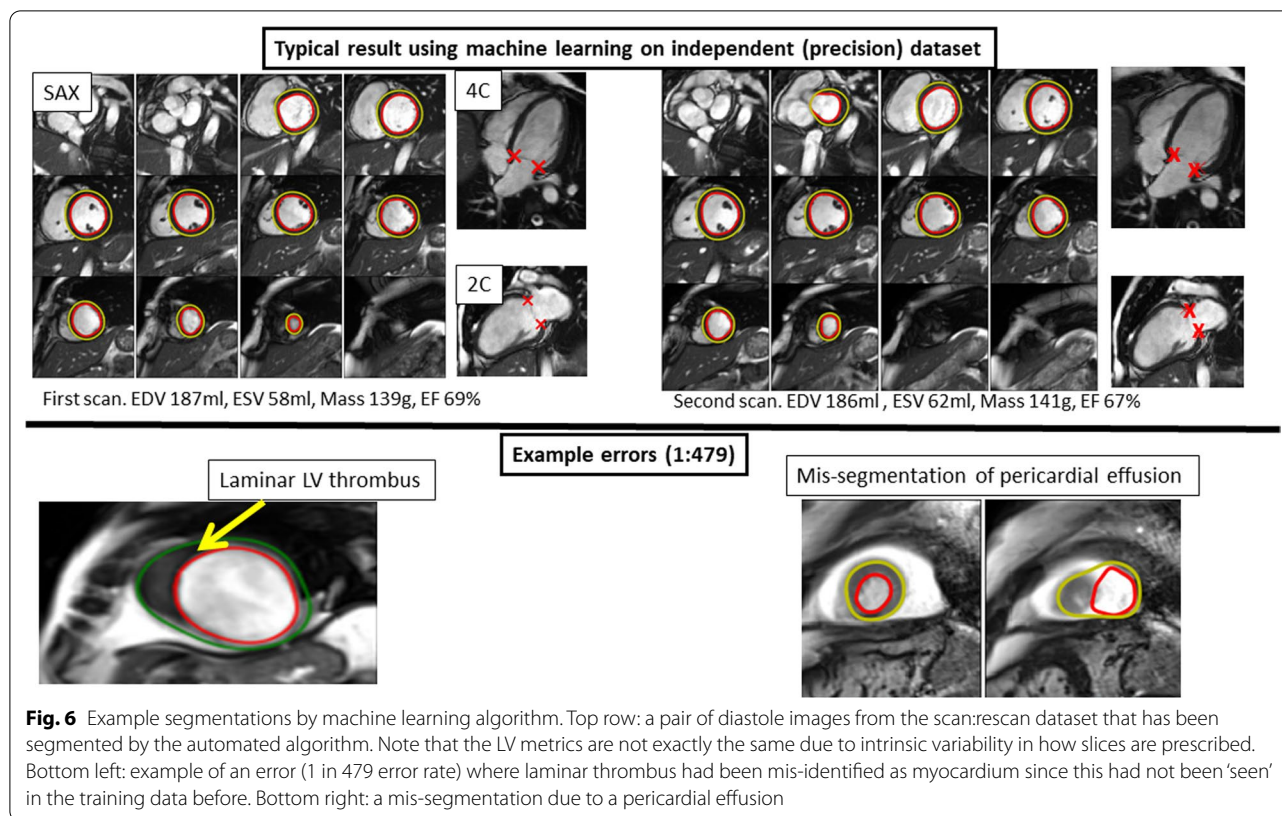 Typical result using machine learning on independent (precision) dataset
SAX
4C
2C
First scan. EDV 187ml, ESV 58ml, Mass 139g, EF 69%
Second scan. EDV 186ml , ESV 62ml, Mass 141g, EF 67%
Example errors (1:479)
Laminar LV thrombus
Mis-segmentation of pericardial effusion
Fig. 6 Example segmentations by machine learning algorithm. Top row: a pair of diastole images from the scan:rescan dataset that has been
segmented by the automated algorithm. Note that the LV metrics are not exactly the same due to intrinsic variability in how slices are prescribed.
Bottom left: example of an error (1 in 479 error rate) where laminar thrombus had been mis-identified as myocardium since this had not been ‘seen’
in the training data before. Bottom right: a mis-segmentation due to a pericardial effusion